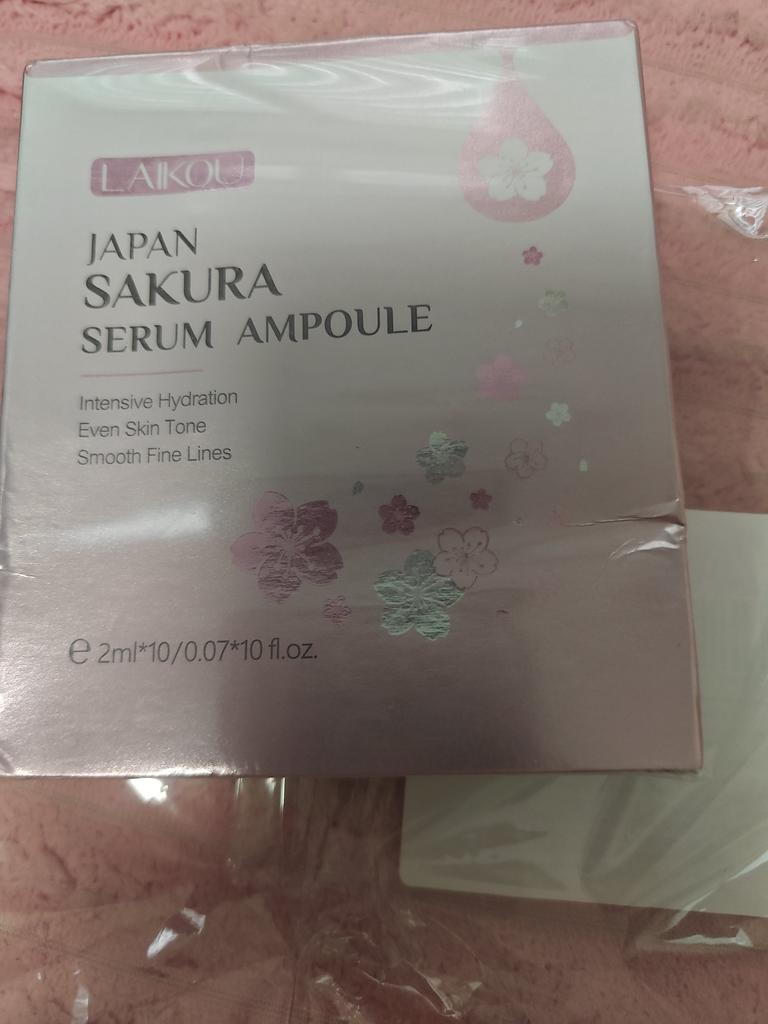 LAIKOU
JAPAN
SAKURA
SERUM AMPOULE
Intensive Hydration
Even Skin Tone
Smooth Fine Lines
℮ 2ml*10/0.07*10 fl.oz.